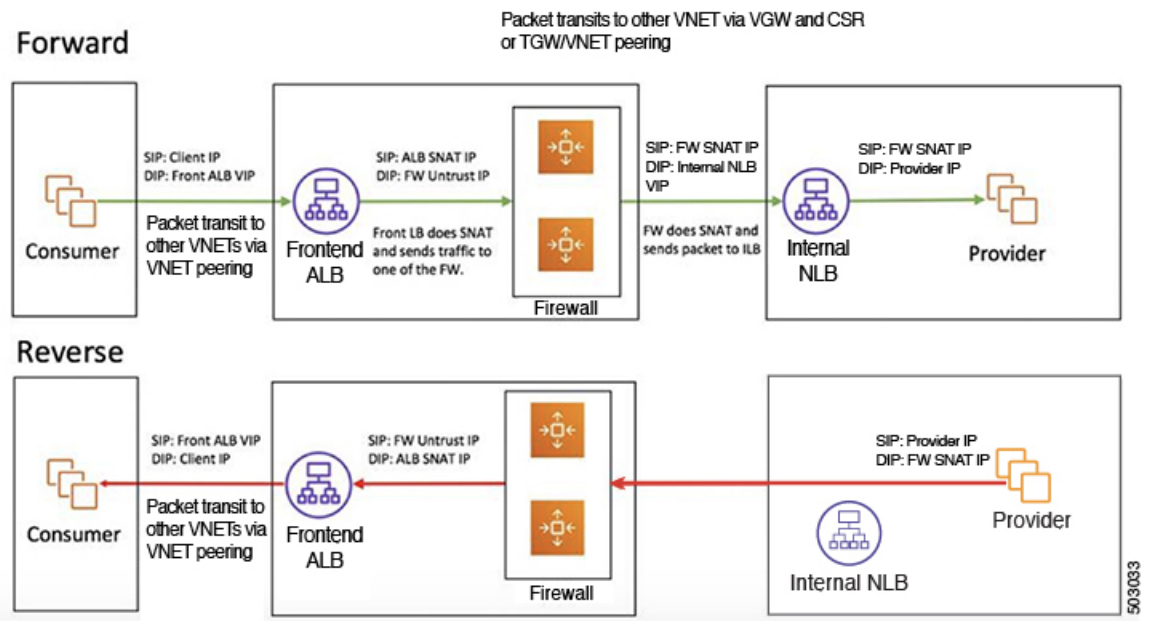 Packet transits to other VNET via VGW and CSR
or TGW/VNET peering
Forward
SIP: Client IP
DIP: Front ALB VIP
Packet transit to
other VNETs via
VNET peering
Consumer
Frontend
ALB
SIP: ALB SNAT IP
DIP: FW Untrust IP
Front LB does SNAT
and sends traffic to
one of the FW.
Firewall
SIP: FW SNAT IP
DIP: Internal NLB
VIP
FW does SNAT and
sends packet to ILB
Internal
NLB
SIP: FW SNAT IP
DIP: Provider IP
Provider
Reverse
SIP: Front ALB VIP
DIP: Client IP
Packet transit to
other VNETs via
VNET peering
Consumer
Frontend
ALB
SIP: FW Untrust IP
DIP: ALB SNAT IP
Firewall
SIP: Provider IP
DIP: FW SNAT IP
Provider
Internal NLB
503033